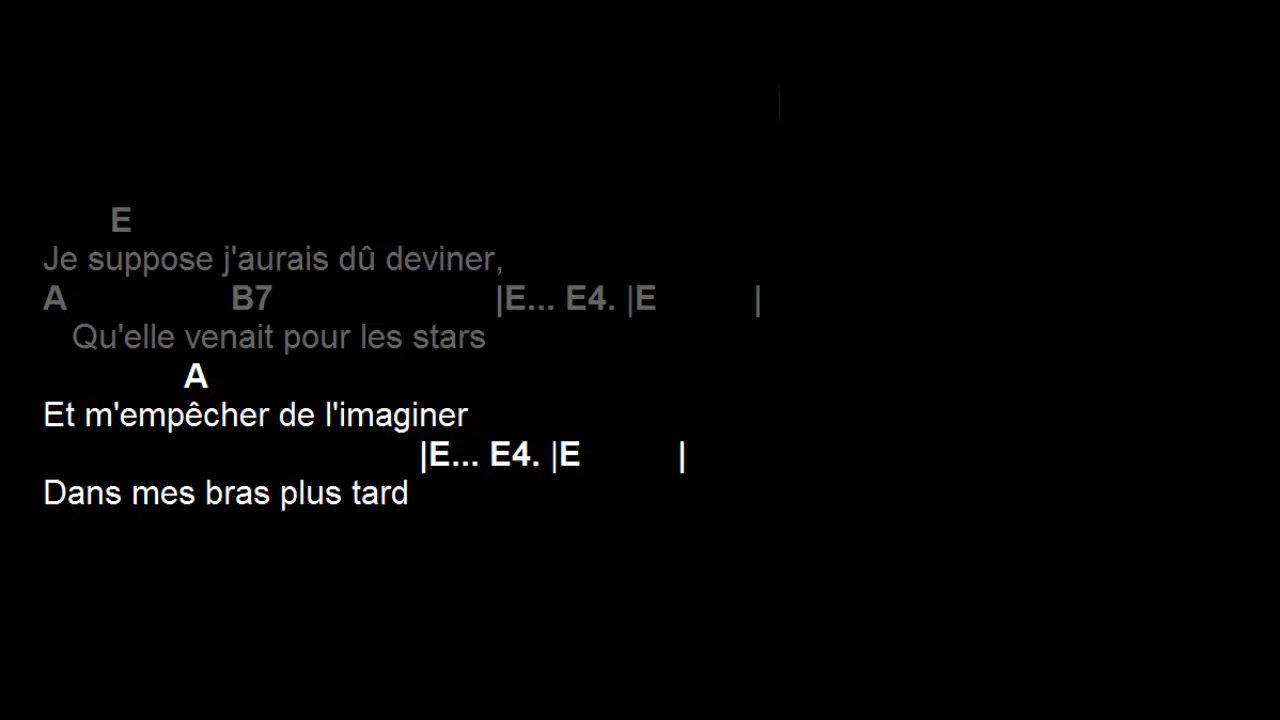 E
Je suppose j'aurais dû deviner,
A B7 |E... E4. |E |
Qu'elle venait pour les stars
A
Et m'empêcher de l'imaginer
|E... E4. |E |
Dans mes bras plus tard